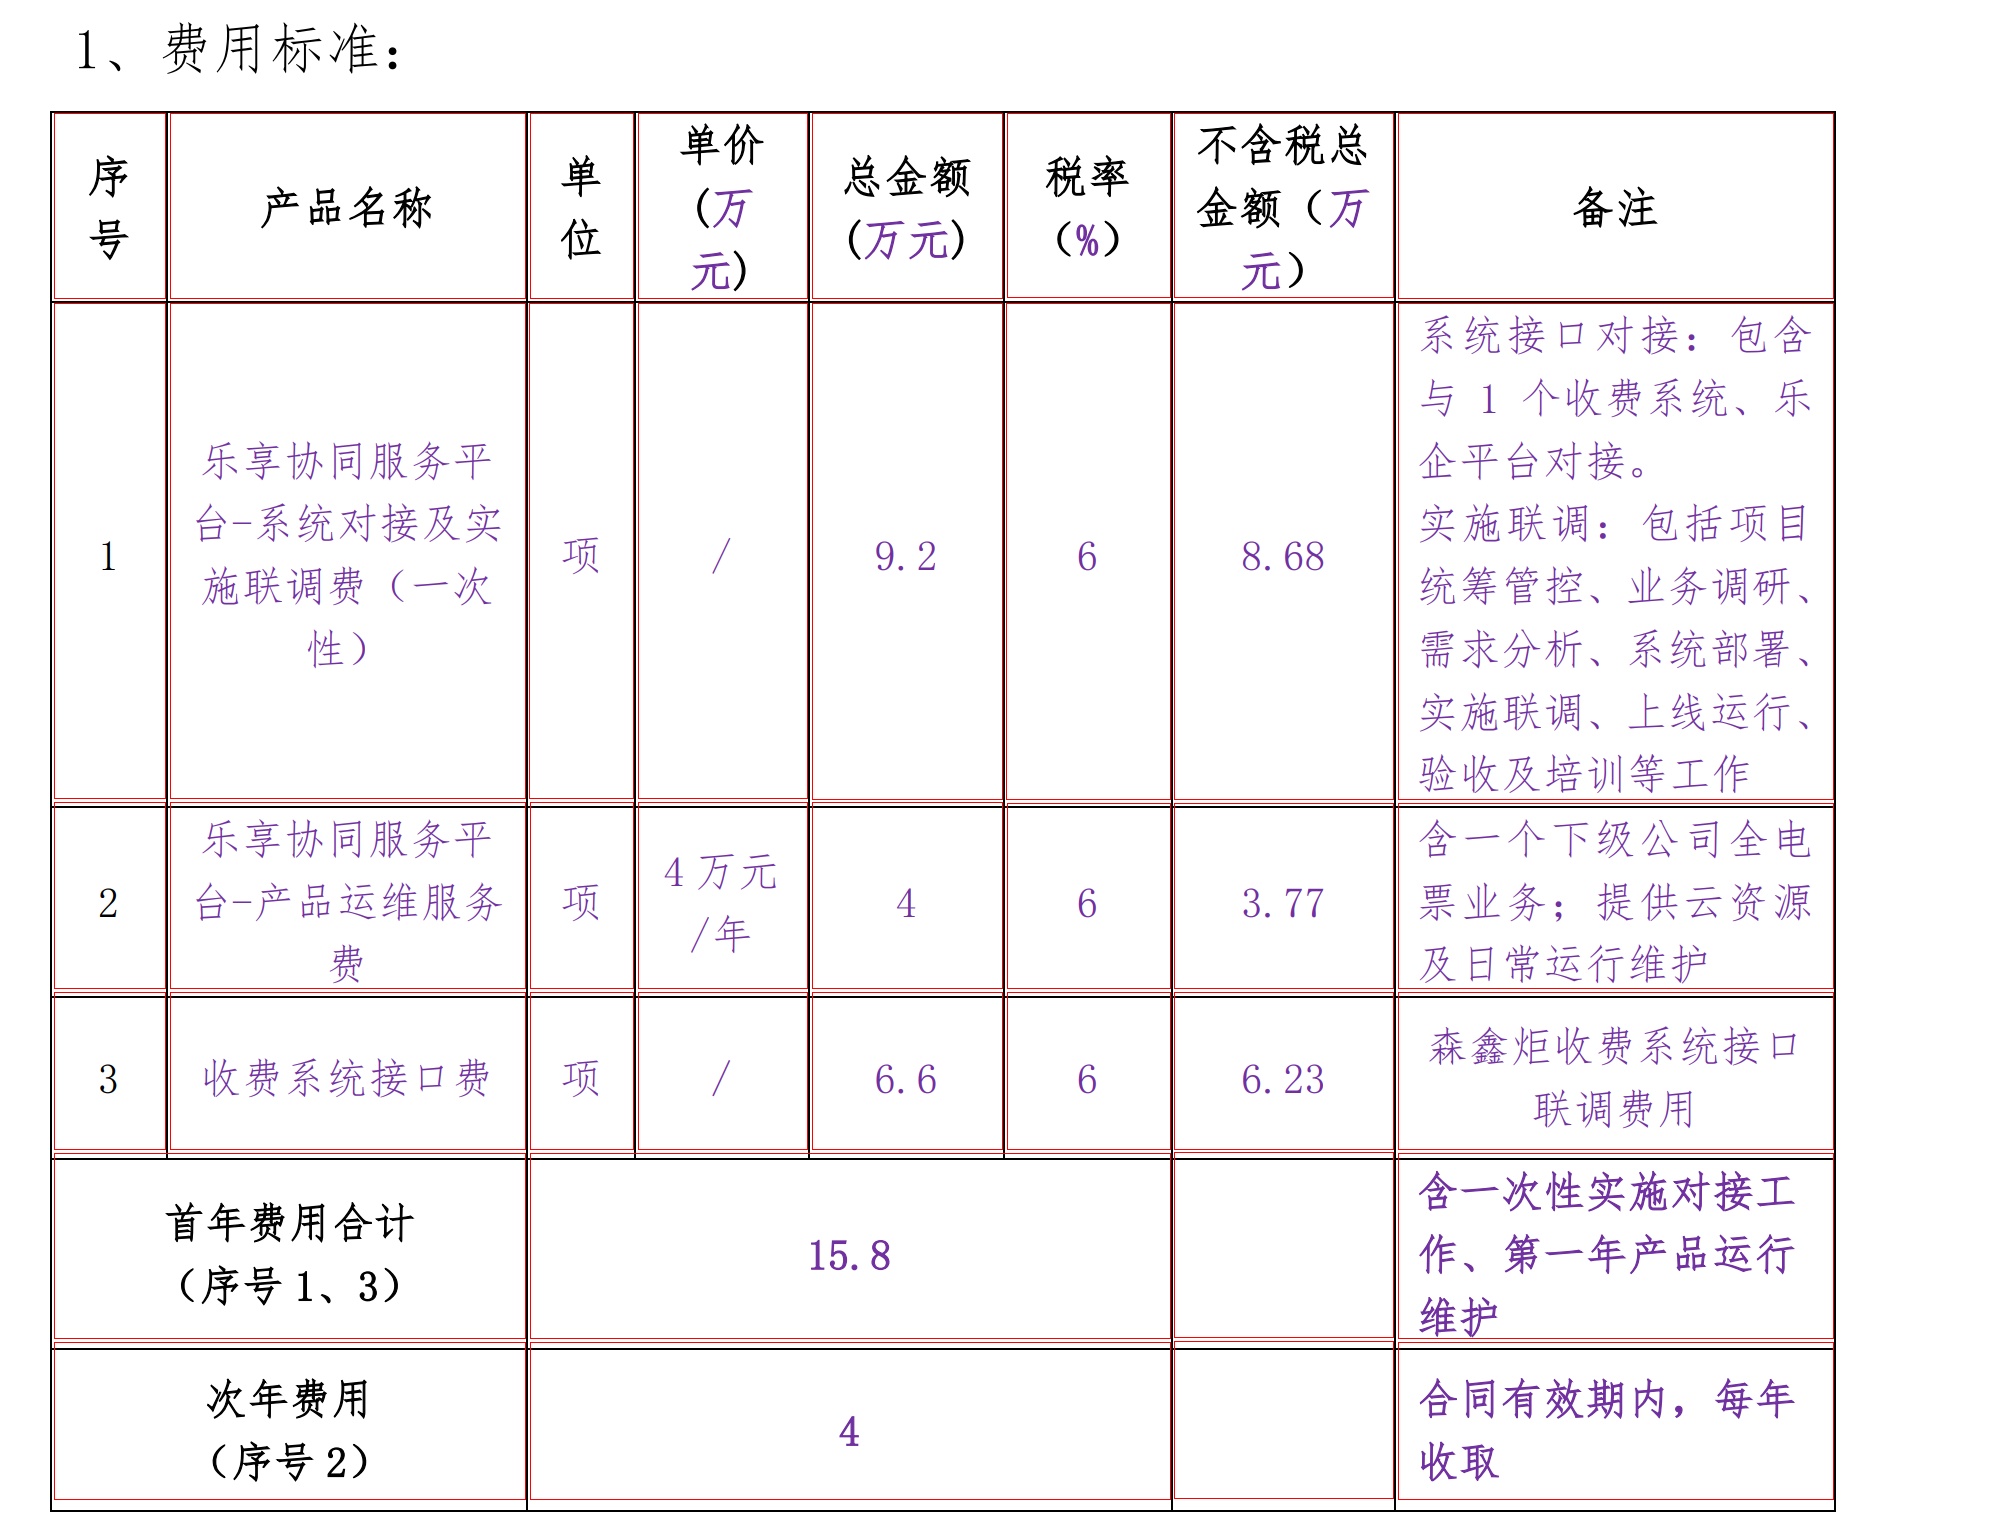 1、费用标准：
序
号
产品名称
单
位
单价
(万
元)
总金额
(万元)
税率
（%）
不含税总
金额（万
元）
备注
1
乐享协同服务平
台-系统对接及实
施联调费（一次
性）
项
/
9.2
6
8.68
系统接口对接：包含
与 1 个收费系统、乐
企平台对接。
实施联调：包括项目
统筹管控、业务调研、
需求分析、系统部署、
实施联调、上线运行、
验收及培训等工作
2
乐享协同服务平
台-产品运维服务
费
项
4 万元
/年
4
6
3.77
含一个下级公司全电
票业务；提供云资源
及日常运行维护
3
收费系统接口费
项
/
6.6
6
6.23
森鑫炬收费系统接口
联调费用
首年费用合计
（序号 1、3）
15.8
含一次性实施对接工
作、第一年产品运行
维护
次年费用
（序号 2）
4
合同有效期内，每年
收取